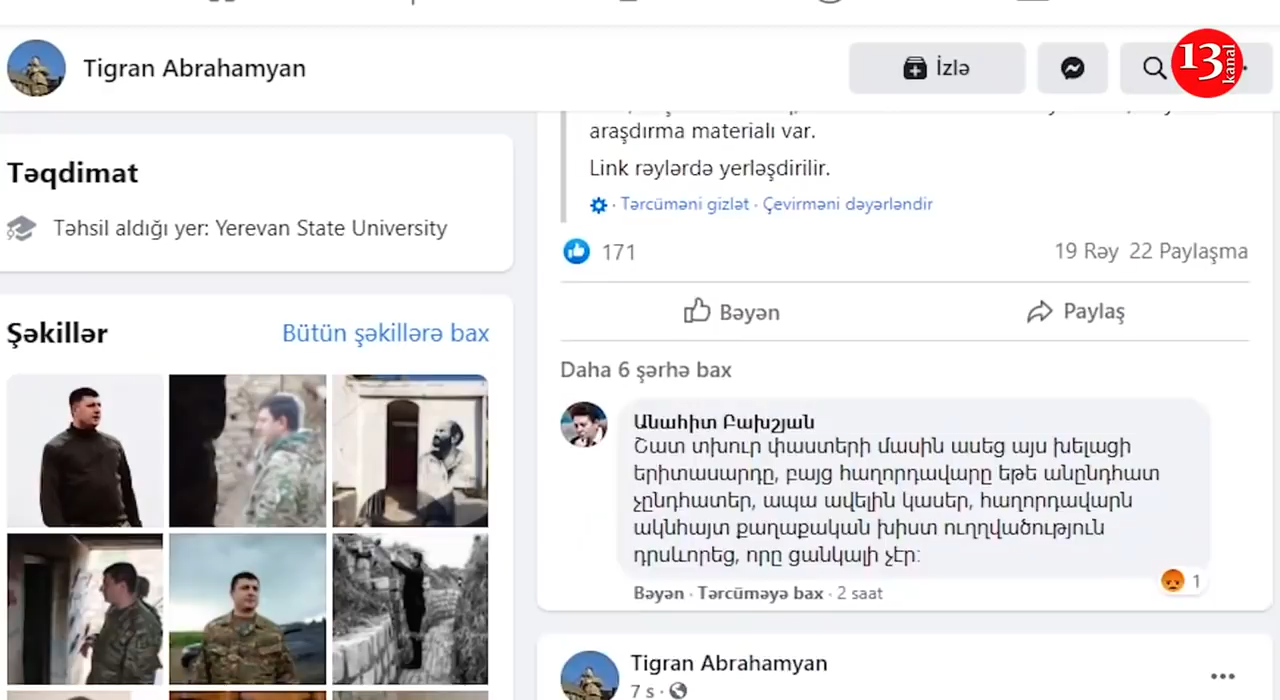 Tigran Abrahamyan
İzlə
13
kanal
Təqdimat
Təhsil aldığı yer: Yerevan State University
Şəkillər
Bütün şəkillərə bax
araşdırma materialı var.
Link rəylərdə yerləşdirilir.
· Tərcüməni gizlət · Çevirməni dəyərləndir
171
19 Rəy 22 Paylaşma
Bəyən
Paylaş
Daha 6 şərhə bax
Անահիտ Բախշյան
Շատ տխուր փաստերի մասին ասեց այս խելացի
երիտասարդը, բայց հաղորդավարը եթե անընդհատ
չընդհատեր, ապա ավելին կասեր, հաղորդավարն
ակնհայտ քաղաքական խիստ ուղղվածություն
դրսևորեց, որը ցանկալի չէր:
1
Bəyən · Tərcüməyə bax · 2 saat
Tigran Abrahamyan
7 s ·